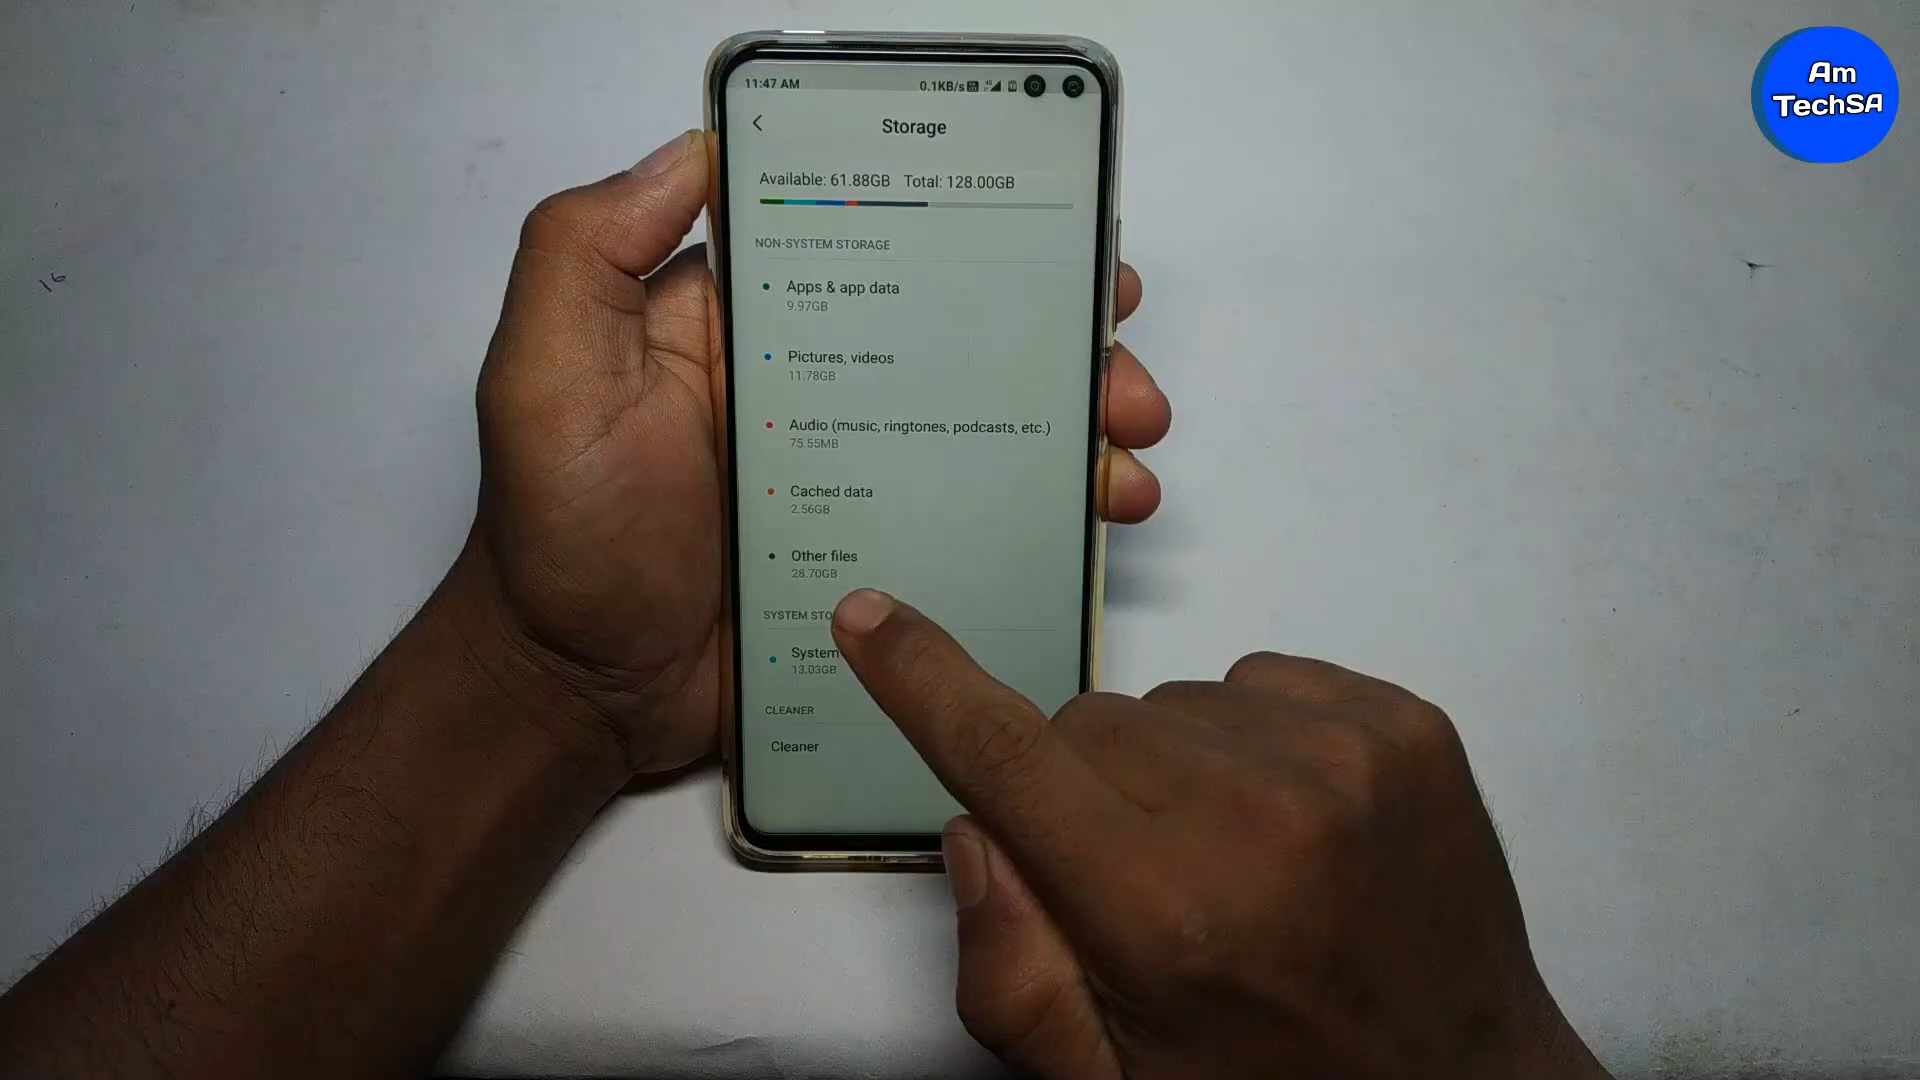 Am
TechSA
11:47 AM 0.1KB/s
Storage
Available: 61.88GB Total: 128.00GB
NON-SYSTEM STORAGE
Apps & app data
9.97GB
Pictures, videos
11.78GB
Audio (music, ringtones, podcasts, etc.)
75.55MB
Cached data
2.56GB
Other files
28.70GB
SYSTEM STO
System
13.03GB
CLEANER
Cleaner
16